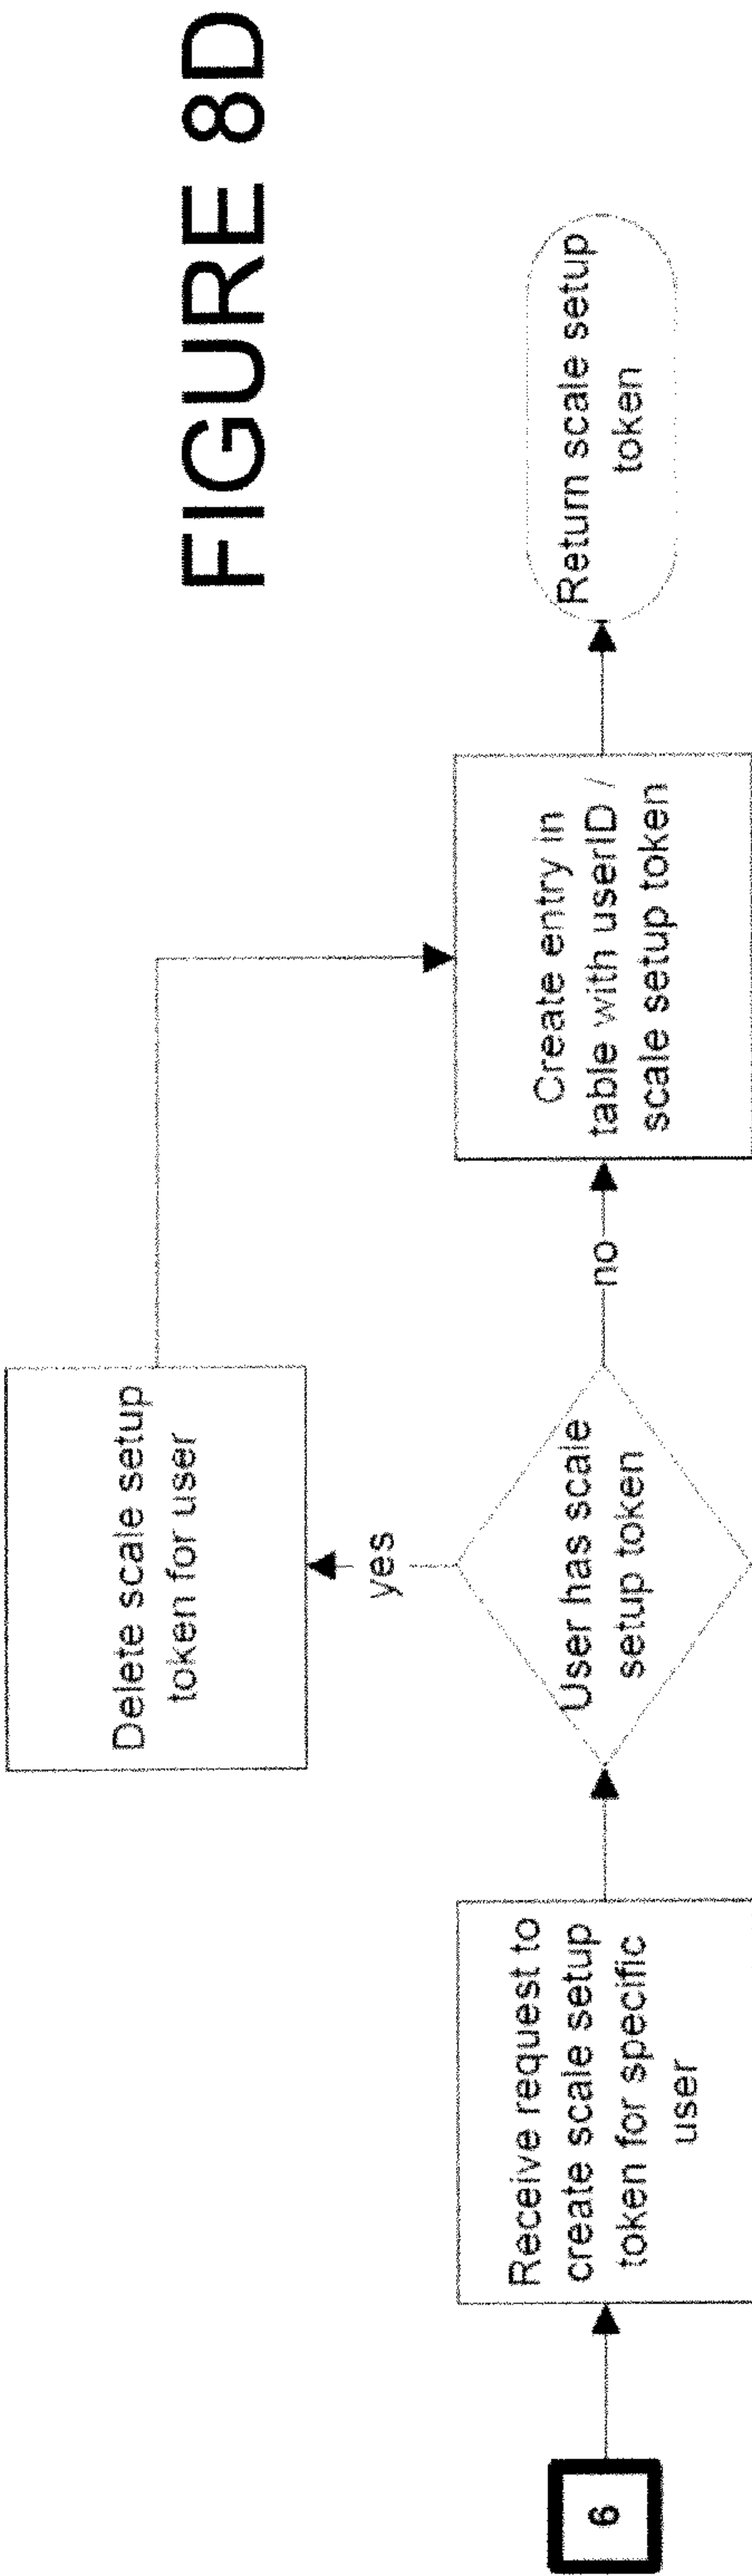 FIGURE 8D
6
Receive request to
create scale setup
token for specific
user
User has scale
setup token
yes
Delete scale setup
token for user
no
Create entry in
table with userID /
scale setup token
Return scale setup
token